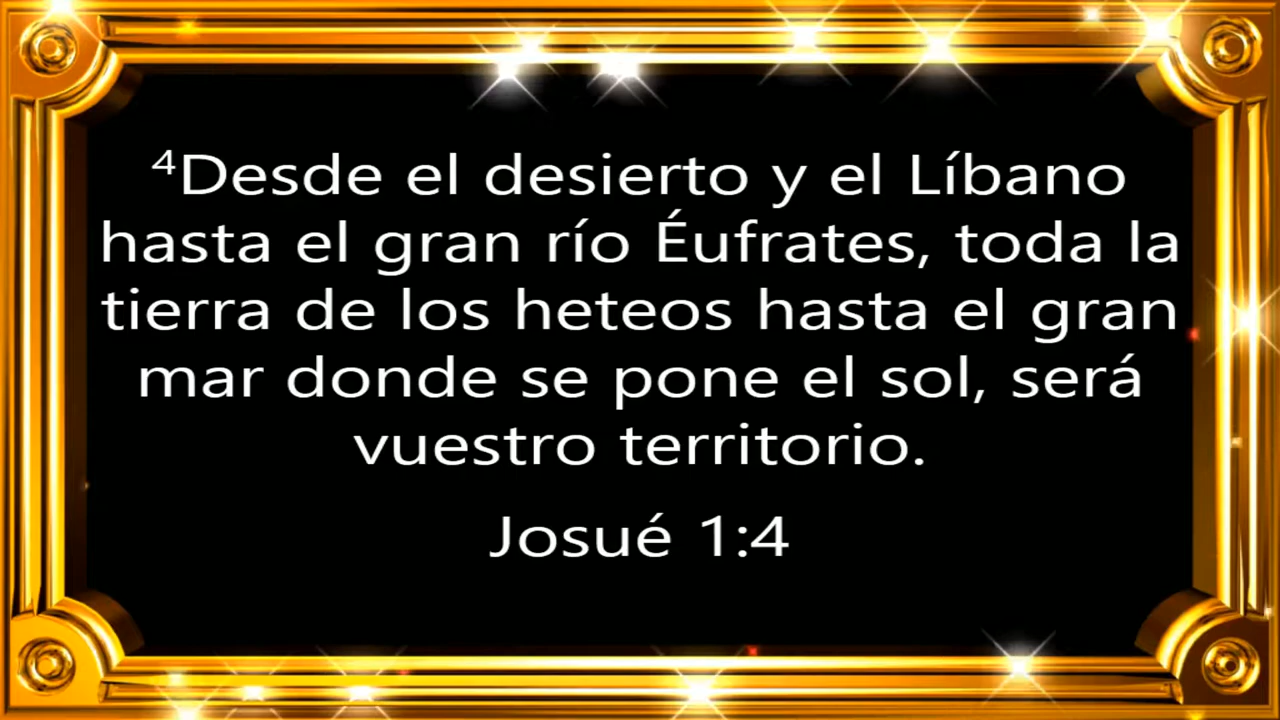 ⁴Desde el desierto y el Líbano
hasta el gran río Éufrates, toda la
tierra de los heteos hasta el gran
mar donde se pone el sol, será
vuestro territorio.
Josué 1:4